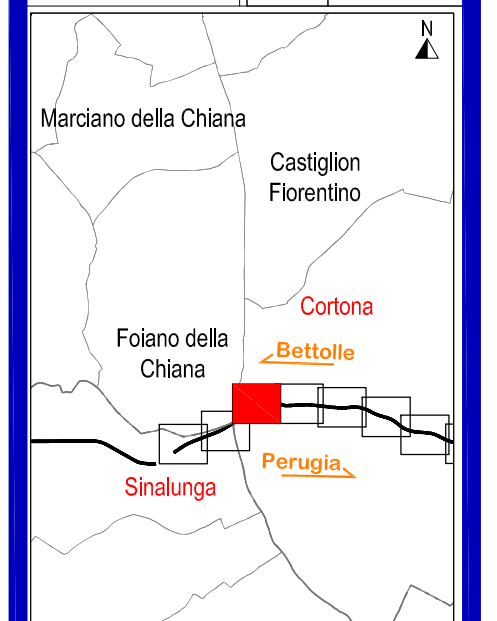 N
Marciano della Chiana
Castiglion
Fiorentino
Cortona
Foiano della
Chiana
Bettolle
Perugia
Sinalunga